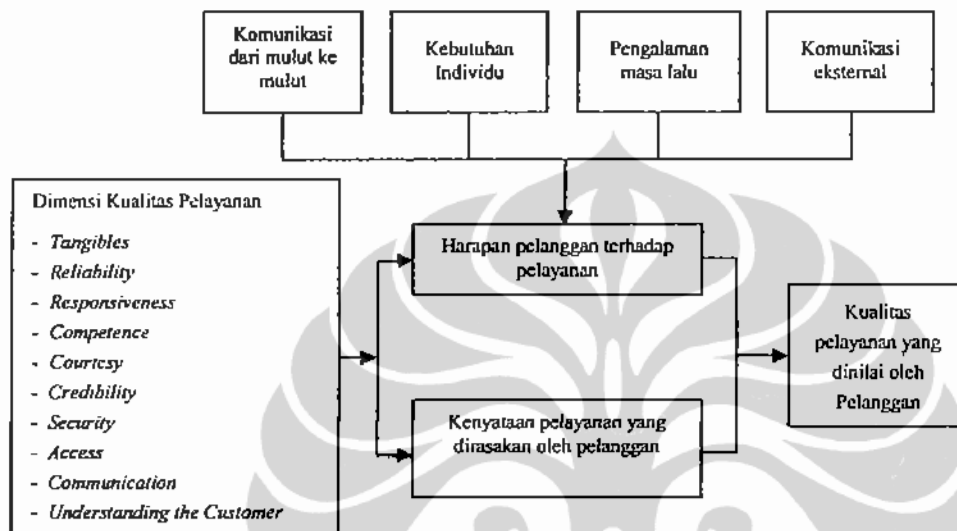 Komunikasi
dari mulut ke
mulut
Kebutuhan
Individu
Pengalaman
masa lalu
Komunikasi
eksternal
Dimensi Kualitas Pelayanan
- Tangibles
- Reliability
- Responsiveness
- Competence
- Courtesy
- Credibility
- Security
- Access
- Communication
- Understanding the Customer
Harapan pelanggan terhadap
pelayanan
Kenyataan pelayanan yang
dirasakan oleh pelanggan
Kualitas
pelayanan yang
dinilai oleh
Pelanggan